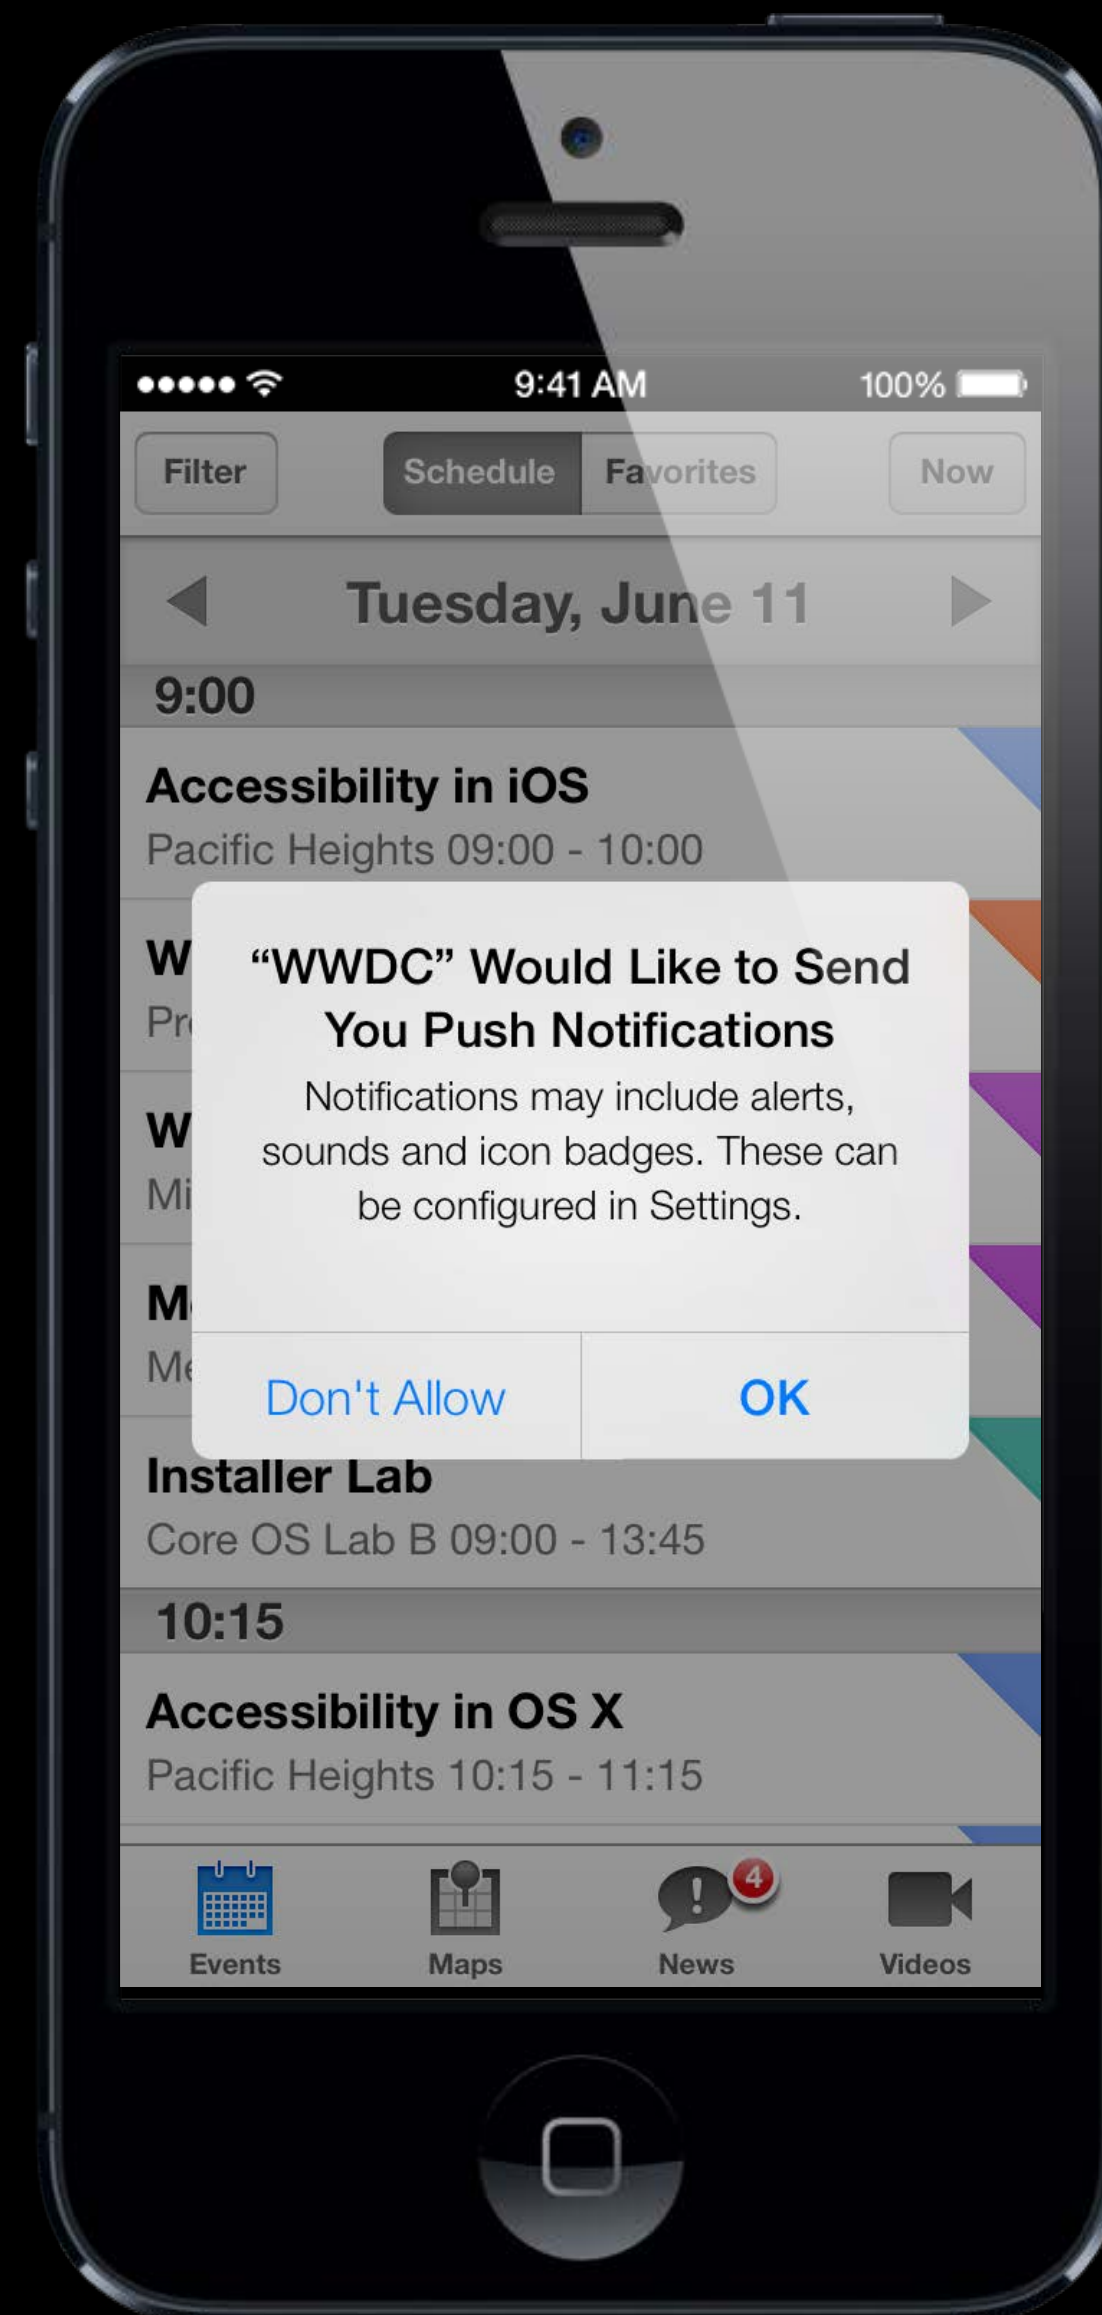 9:41 AM 100%
Filter Schedule Favorites Now
Tuesday, June 11
9:00
Accessibility in iOS
Pacific Heights 09:00 - 10:00
“WWDC” Would Like to Send
You Push Notifications
Notifications may include alerts,
sounds and icon badges. These can
be configured in Settings.
Don't Allow OK
Installer Lab
Core OS Lab B 09:00 - 13:45
10:15
Accessibility in OS X
Pacific Heights 10:15 - 11:15
4
Events Maps News Videos